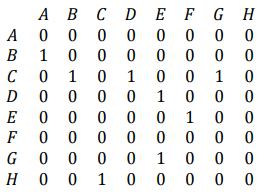 A B C D E F G H
A 0 0 0 0 0 0 0 0
B 1 0 0 0 0 0 0 0
C 0 1 0 1 0 0 1 0
D 0 0 0 0 1 0 0 0
E 0 0 0 0 0 1 0 0
F 0 0 0 0 0 0 0 0
G 0 0 0 0 1 0 0 0
H 0 0 1 0 0 0 0 0